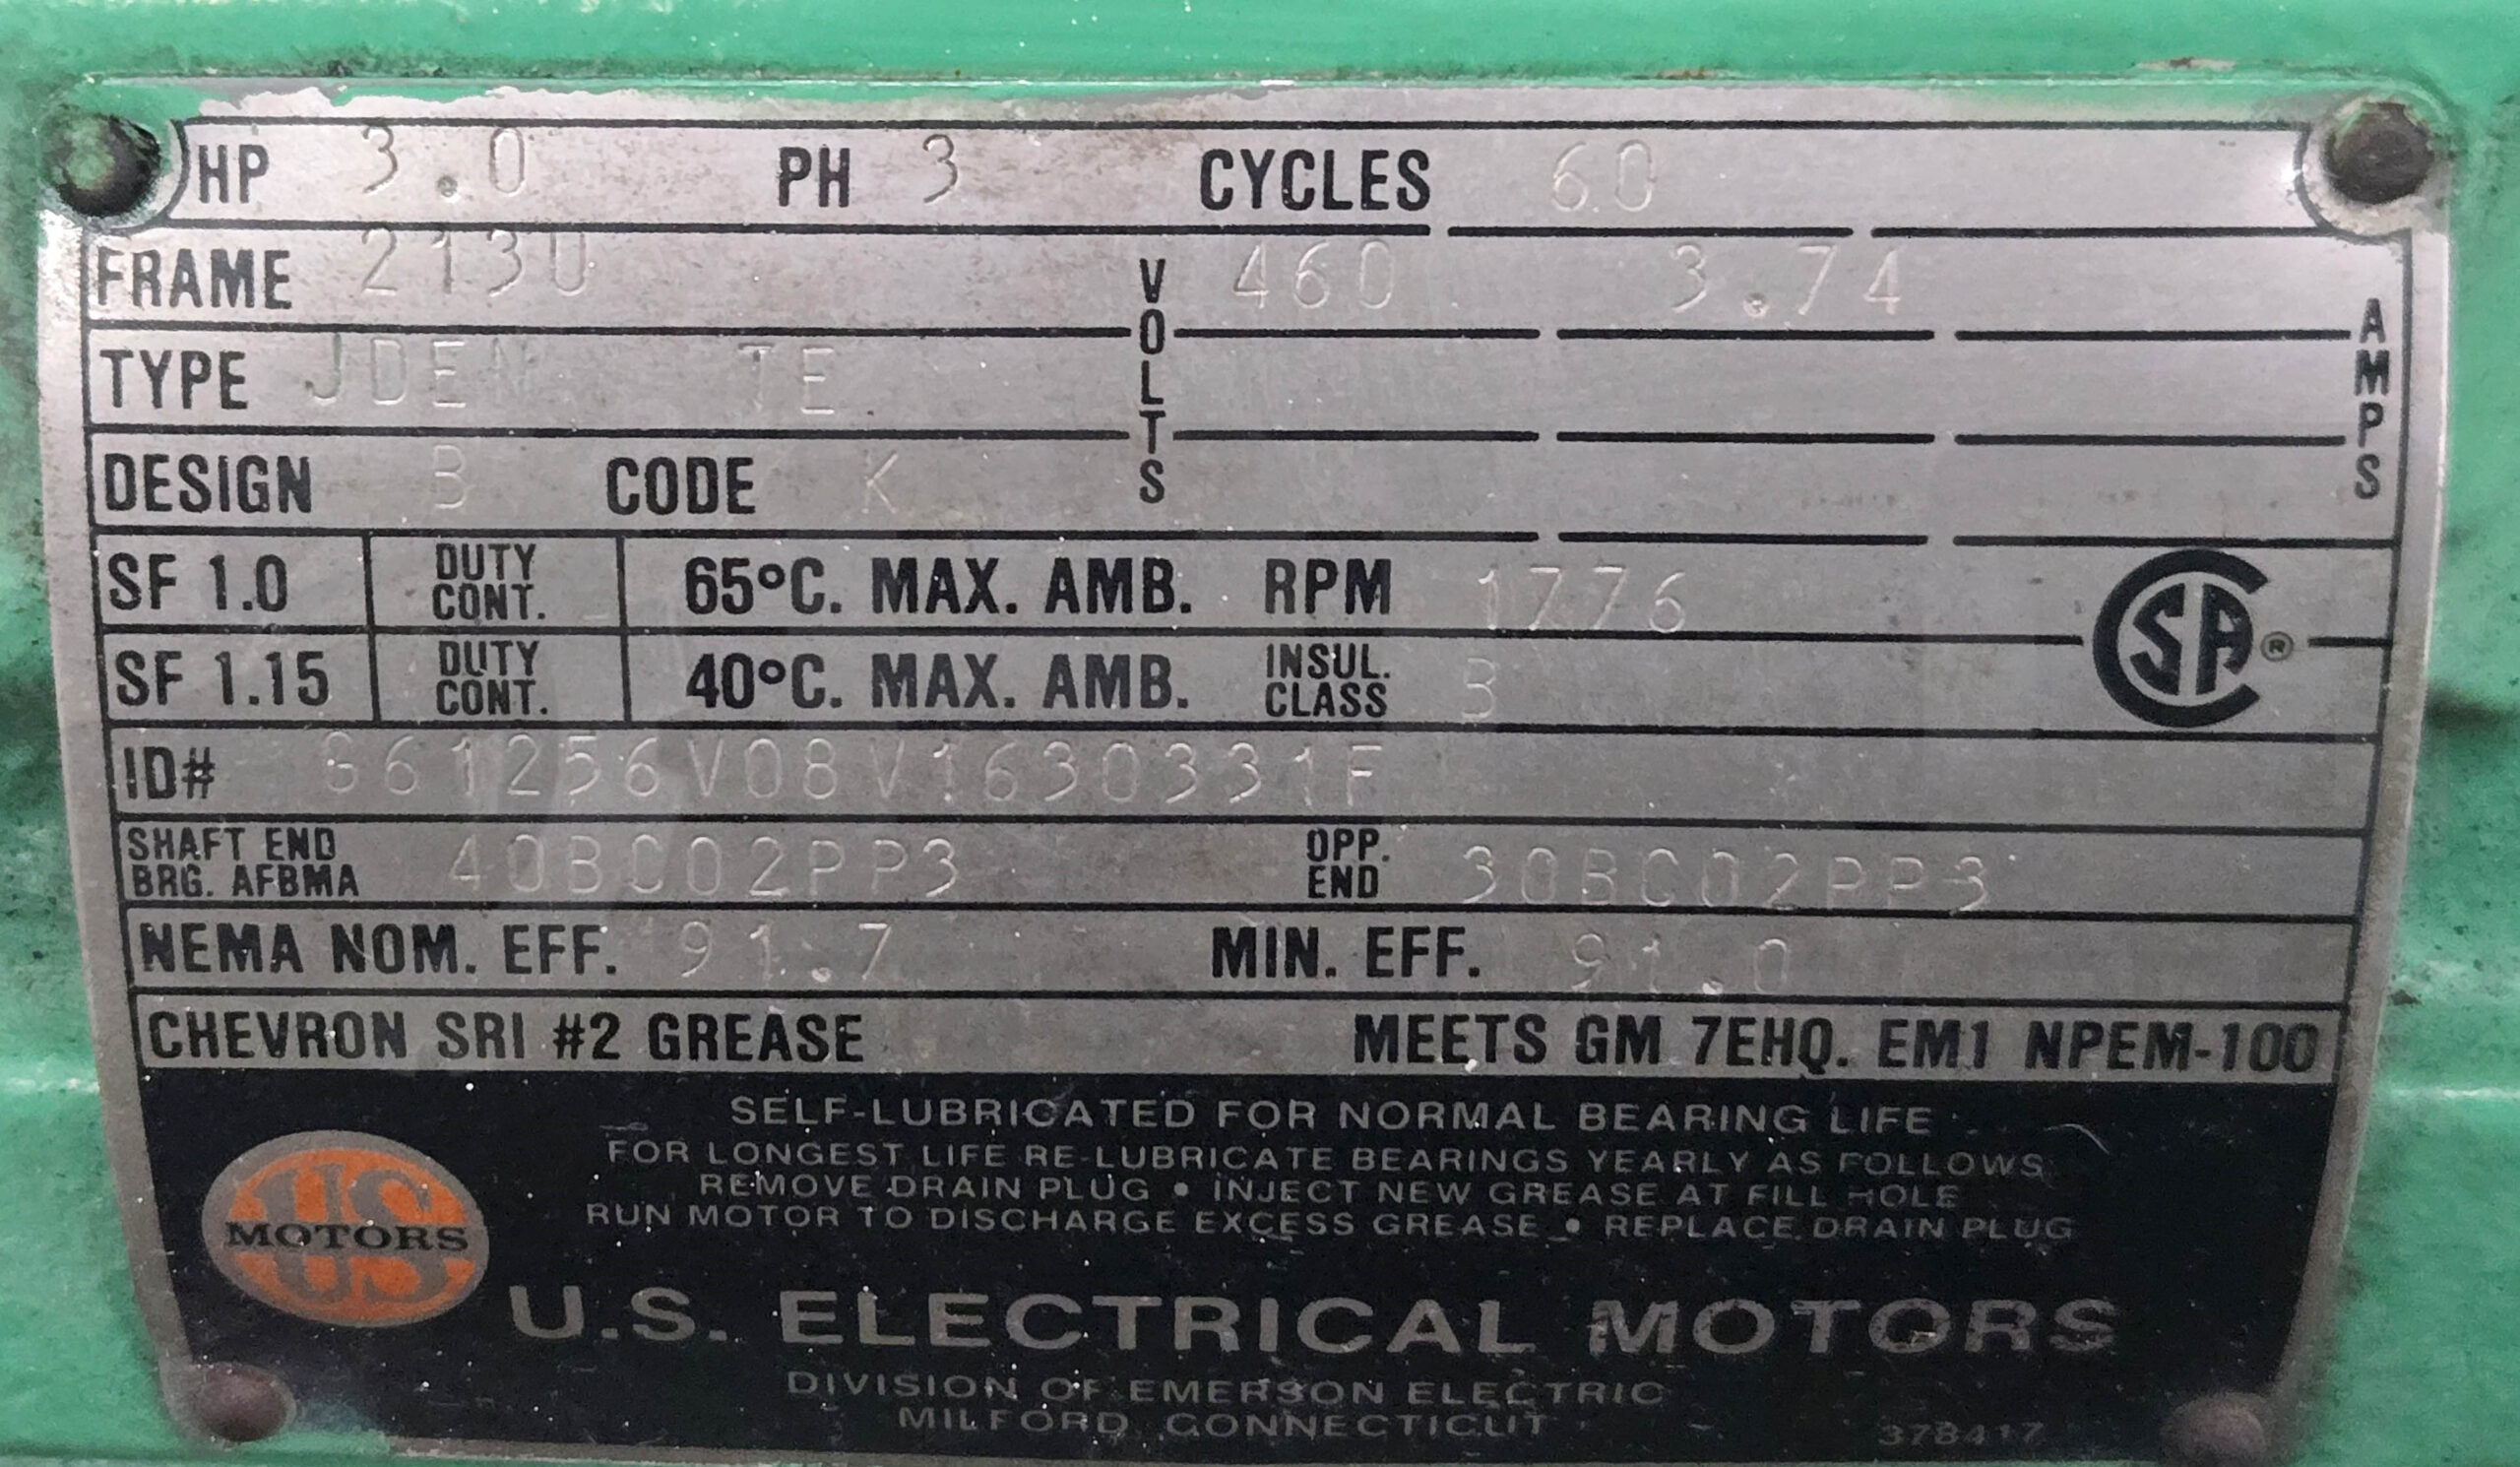 HP 3.0 PH 3 CYCLES 60
FRAME 213U VOLTS 460 3.74 AMPS
TYPE JDEN TE
DESIGN B CODE K
SF 1.0 DUTY CONT. 65°C. MAX. AMB. RPM 1776
SF 1.15 DUTY CONT. 40°C. MAX. AMB. INSUL. CLASS B
CSA ®
ID# G61256V08V1630331F
SHAFT END BRG. AFBMA 40BC02PP3 OPP. END 30BC02PP3
NEMA NOM. EFF. 91.7 MIN. EFF. 91.0
CHEVRON SRI #2 GREASE MEETS GM 7EHQ. EM1 NPEM-100
SELF-LUBRICATED FOR NORMAL BEARING LIFE
FOR LONGEST LIFE RE-LUBRICATE BEARINGS YEARLY AS FOLLOWS
REMOVE DRAIN PLUG • INJECT NEW GREASE AT FILL HOLE
RUN MOTOR TO DISCHARGE EXCESS GREASE • REPLACE DRAIN PLUG
US MOTORS
U.S. ELECTRICAL MOTORS
DIVISION OF EMERSON ELECTRIC
MILFORD, CONNECTICUT
378417